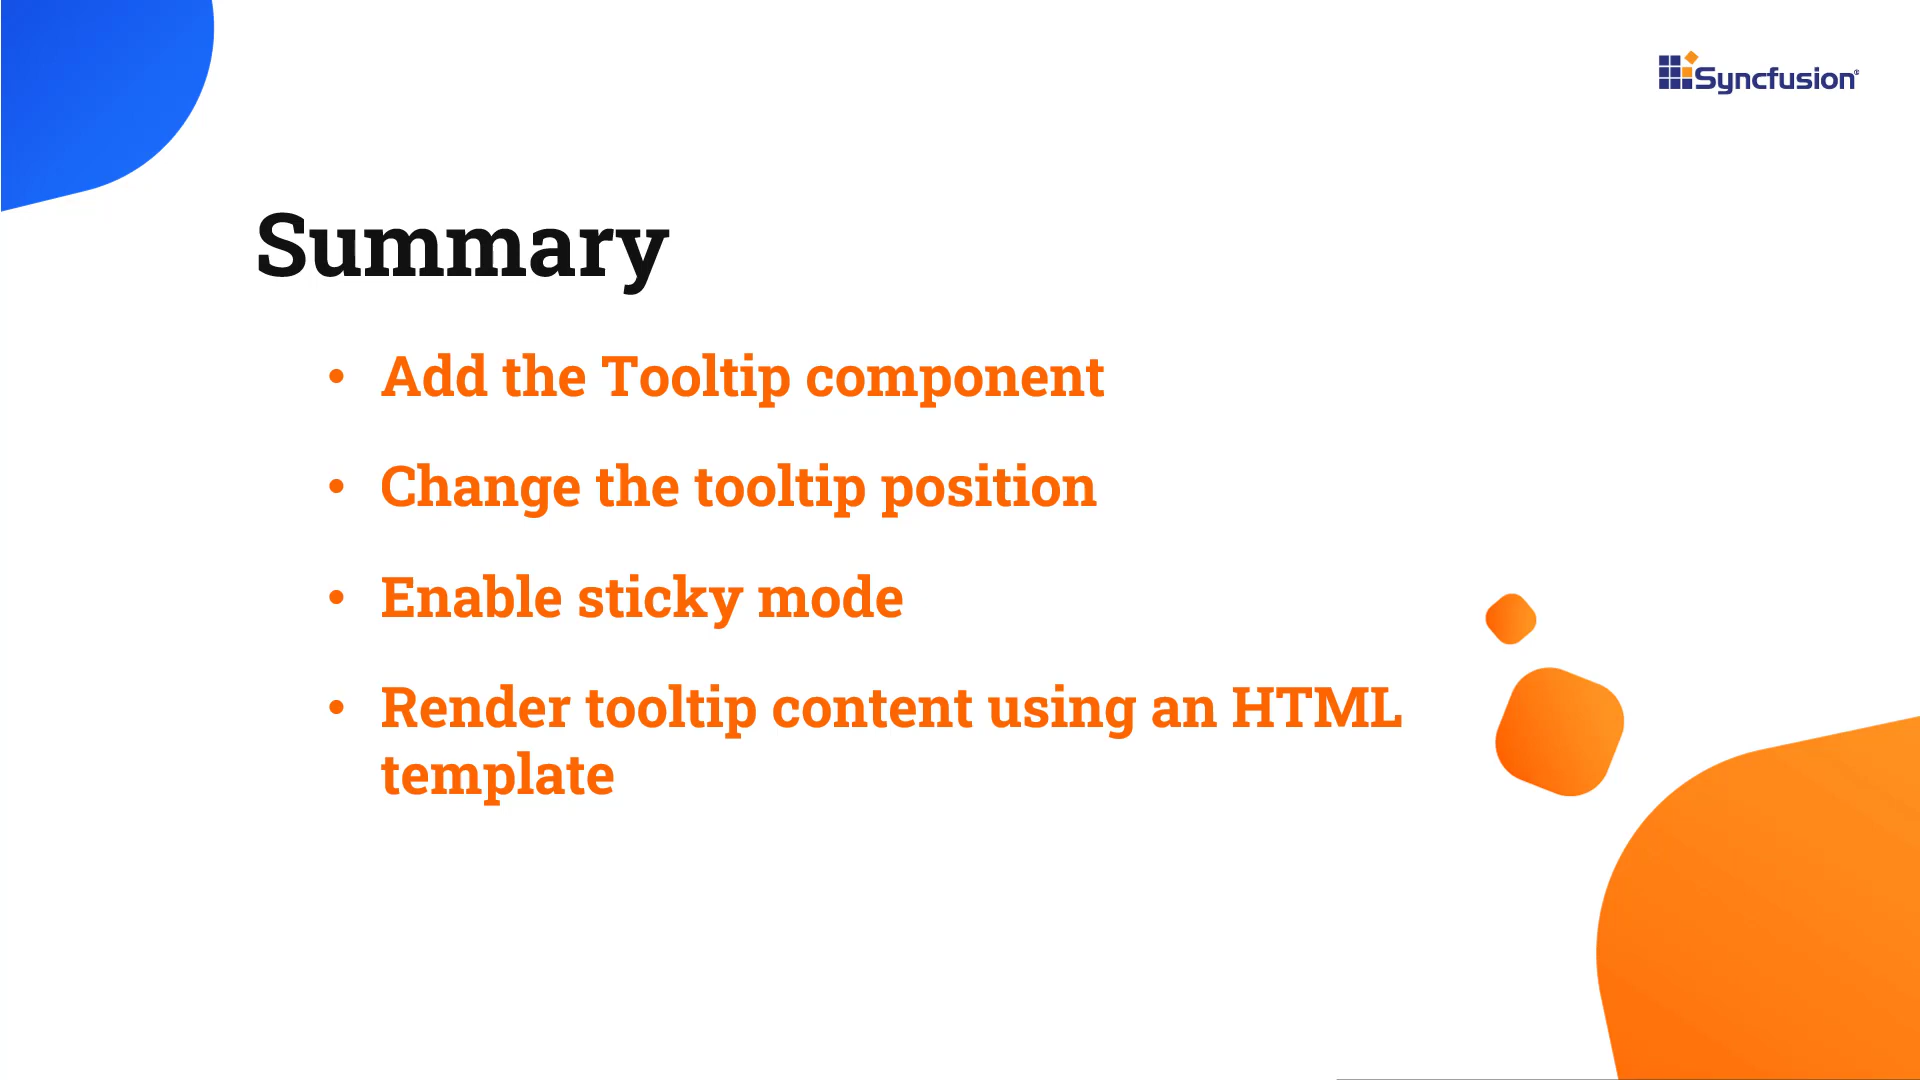 Syncfusion®
Summary
• Add the Tooltip component
• Change the tooltip position
• Enable sticky mode
• Render tooltip content using an HTML
template